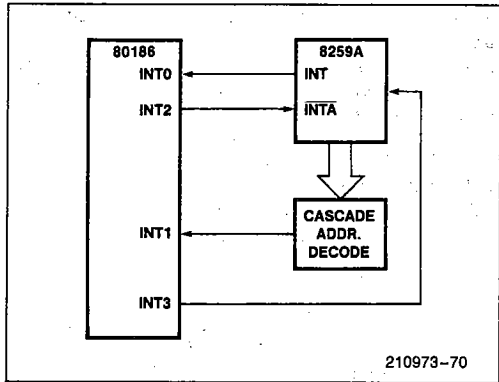 80186
INT0
INT2
INT1
INT3
8259A
INT
INTA
CASCADE
ADDR.
DECODE
210973-70